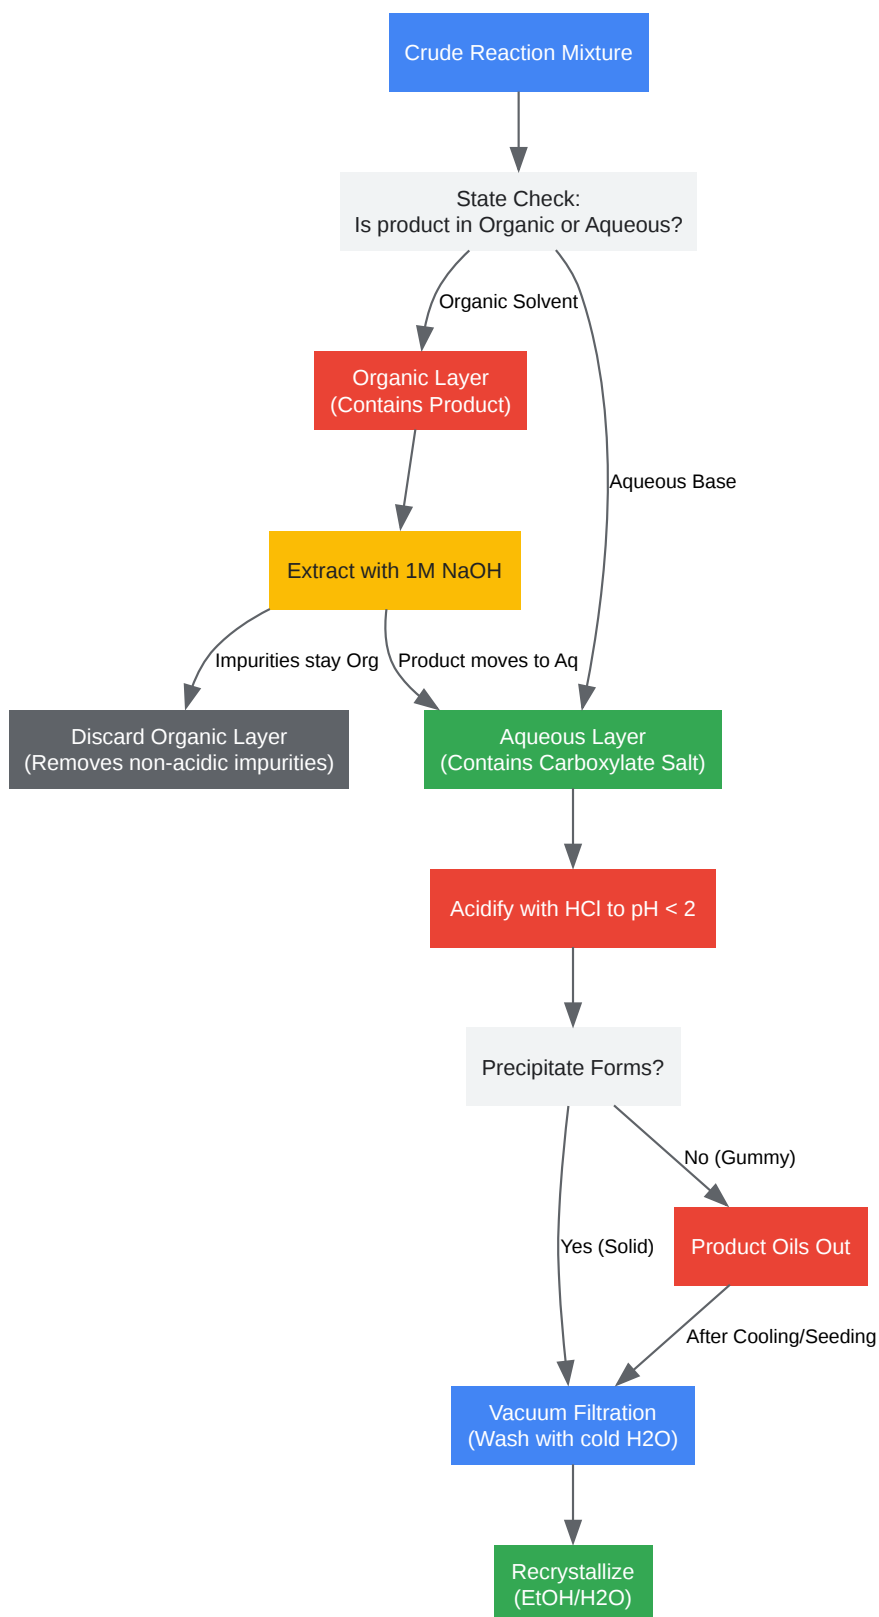 Crude Reaction Mixture
State Check:
Is product in Organic or Aqueous?
Organic Solvent
Organic Layer
(Contains Product)
Aqueous Base
Extract with 1M NaOH
Impurities stay Org
Product moves to Aq
Discard Organic Layer
(Removes non-acidic impurities)
Aqueous Layer
(Contains Carboxylate Salt)
Acidify with HCl to pH < 2
Precipitate Forms?
No (Gummy)
Yes (Solid)
Product Oils Out
After Cooling/Seeding
Vacuum Filtration
(Wash with cold H2O)
Recrystallize
(EtOH/H2O)